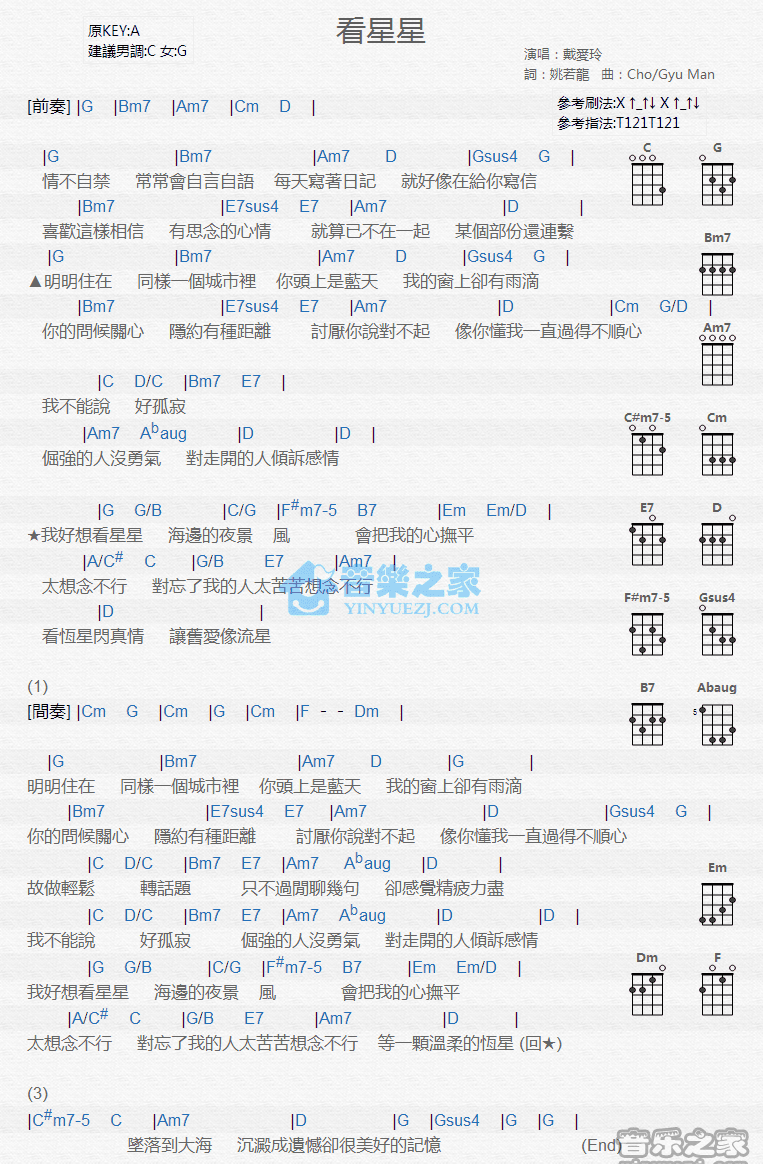 看星星
原KEY:A
建議男調:C 女:G
演唱：戴愛玲
詞：姚若龍 曲：Cho/Gyu Man
參考刷法:X ↑_↑↓ X ↑_↑↓
參考指法:T121T121
[前奏] |G |Bm7 |Am7 |Cm D |
|G |Bm7 |Am7 D |Gsus4 G |
情不自禁 常常會自言自語 每天寫著日記 就好像在給你寫信
|Bm7 |E7sus4 E7 |Am7 |D |
喜歡這樣相信 有思念的心情 就算已不在一起 某個部份還連繫
|G |Bm7 |Am7 D |Gsus4 G |
▲明明住在 同樣一個城市裡 你頭上是藍天 我的窗上卻有雨滴
|Bm7 |E7sus4 E7 |Am7 |D |Cm G/D |
你的問候關心 隱約有種距離 討厭你說對不起 像你懂我一直過得不順心
|C D/C |Bm7 E7 |
我不能說 好孤寂
|Am7 Abaug |D |D |
倔強的人沒勇氣 對走開的人傾訴感情
|G G/B |C/G |F#m7-5 B7 |Em Em/D |
★我好想看星星 海邊的夜景 風 會把我的心撫平
|A/C# C |G/B E7 |Am7 |
太想念不行 對忘了我的人太苦苦想念不行
|D |
看恆星閃真情 讓舊愛像流星
(1)
[間奏] |Cm G |Cm |G |Cm |F - - Dm |
|G |Bm7 |Am7 D |G |
明明住在 同樣一個城市裡 你頭上是藍天 我的窗上卻有雨滴
|Bm7 |E7sus4 E7 |Am7 |D |Gsus4 G |
你的問候關心 隱約有種距離 討厭你說對不起 像你懂我一直過得不順心
|C D/C |Bm7 E7 |Am7 Abaug |D |
故做輕鬆 轉話題 只不過閒聊幾句 卻感覺精疲力盡
|C D/C |Bm7 E7 |Am7 Abaug |D |D |
我不能說 好孤寂 倔強的人沒勇氣 對走開的人傾訴感情
|G G/B |C/G |F#m7-5 B7 |Em Em/D |
我好想看星星 海邊的夜景 風 會把我的心撫平
|A/C# C |G/B E7 |Am7 |D |
太想念不行 對忘了我的人太苦苦想念不行 等一顆溫柔的恆星 (回★)
(3)
|C#m7-5 C |Am7 |D |G |Gsus4 |G |G |
墜落到大海 沉澱成遺憾卻很美好的記憶 (End)
C G
Bm7
Am7
C#m7-5 Cm
E7 D
F#m7-5 Gsus4
B7 Abaug
5
Em
Dm F
音樂之家
YINYUEZJ.COM
音乐之家